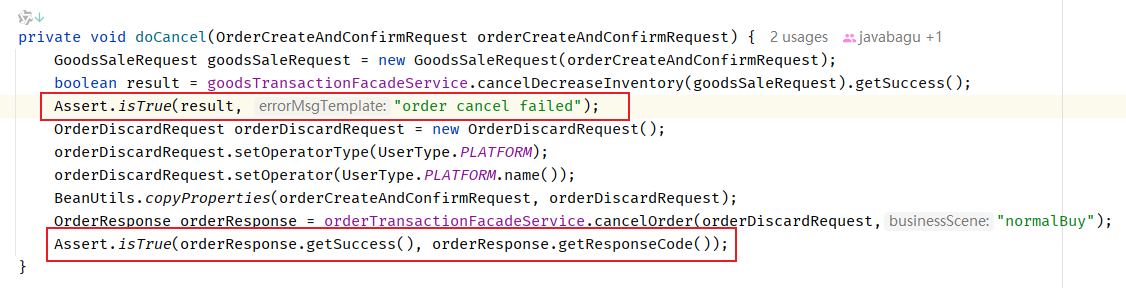 private void doCancel(OrderCreateAndConfirmRequest orderCreateAndConfirmRequest) { 2 usages javabagu +1
GoodsSaleRequest goodsSaleRequest = new GoodsSaleRequest(orderCreateAndConfirmRequest);
boolean result = goodsTransactionFacadeService.cancelDecreaseInventory(goodsSaleRequest).getSuccess();
Assert.isTrue(result, errorMsgTemplate: "order cancel failed");
OrderDiscardRequest orderDiscardRequest = new OrderDiscardRequest();
orderDiscardRequest.setOperatorType(UserType.PLATFORM);
orderDiscardRequest.setOperator(UserType.PLATFORM.name());
BeanUtils.copyProperties(orderCreateAndConfirmRequest, orderDiscardRequest);
OrderResponse orderResponse = orderTransactionFacadeService.cancelOrder(orderDiscardRequest, businessScene: "normalBuy");
Assert.isTrue(orderResponse.getSuccess(), orderResponse.getResponseCode());
}